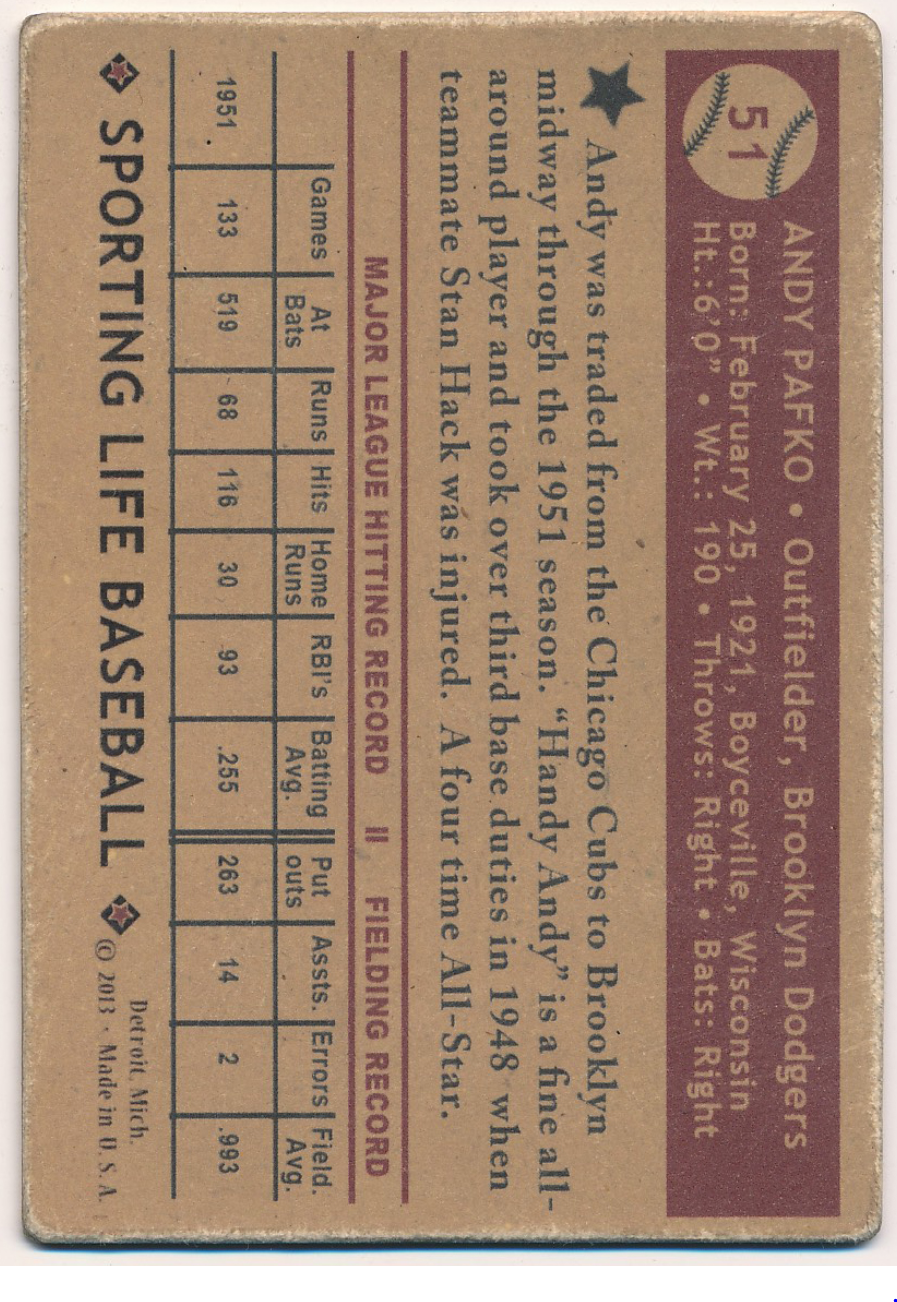 51
ANDY PAFKO • Outfielder, Brooklyn Dodgers
Born: February 25, 1921, Boyceville, Wisconsin
Ht.:6'0” • Wt.: 190 • Throws: Right • Bats: Right
★ Andy was traded from the Chicago Cubs to Brooklyn
midway through the 1951 season. “Handy Andy” is a fine all-
around player and took over third base duties in 1948 when
teammate Stan Hack was injured. A four time All-Star.
MAJOR LEAGUE HITTING RECORD II FIELDING RECORD
Games At Bats Runs Hits Home Runs RBI's Batting Avg. Put outs Assts. Errors Field. Avg.
1951 133 519 68 116 30 93 .255 263 14 2 .993
SPORTING LIFE BASEBALL
Detroit, Mich.
© 2013 · Made in U.S.A.